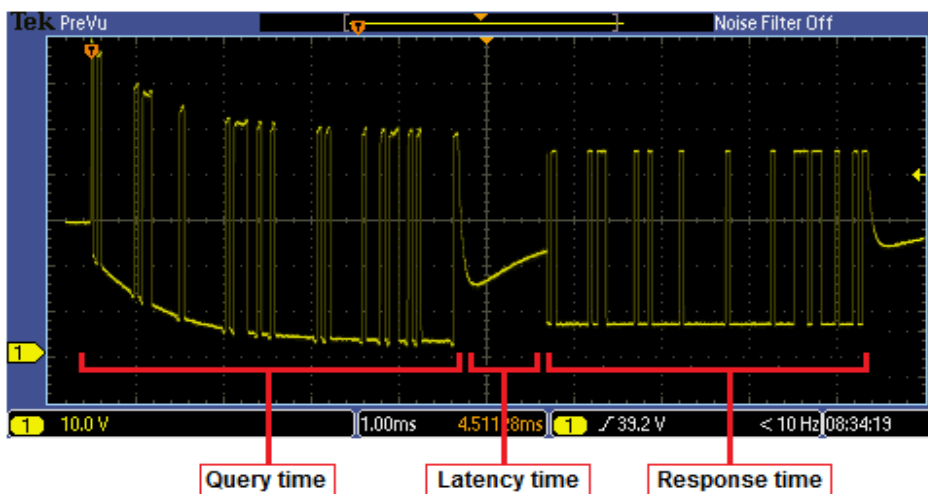 Tek PreVu Noise Filter Off
T
T
1
1 10.0 V 1.00ms 4.51128ms 1 39.2 V < 10 Hz 08:34:19
Query time Latency time Response time